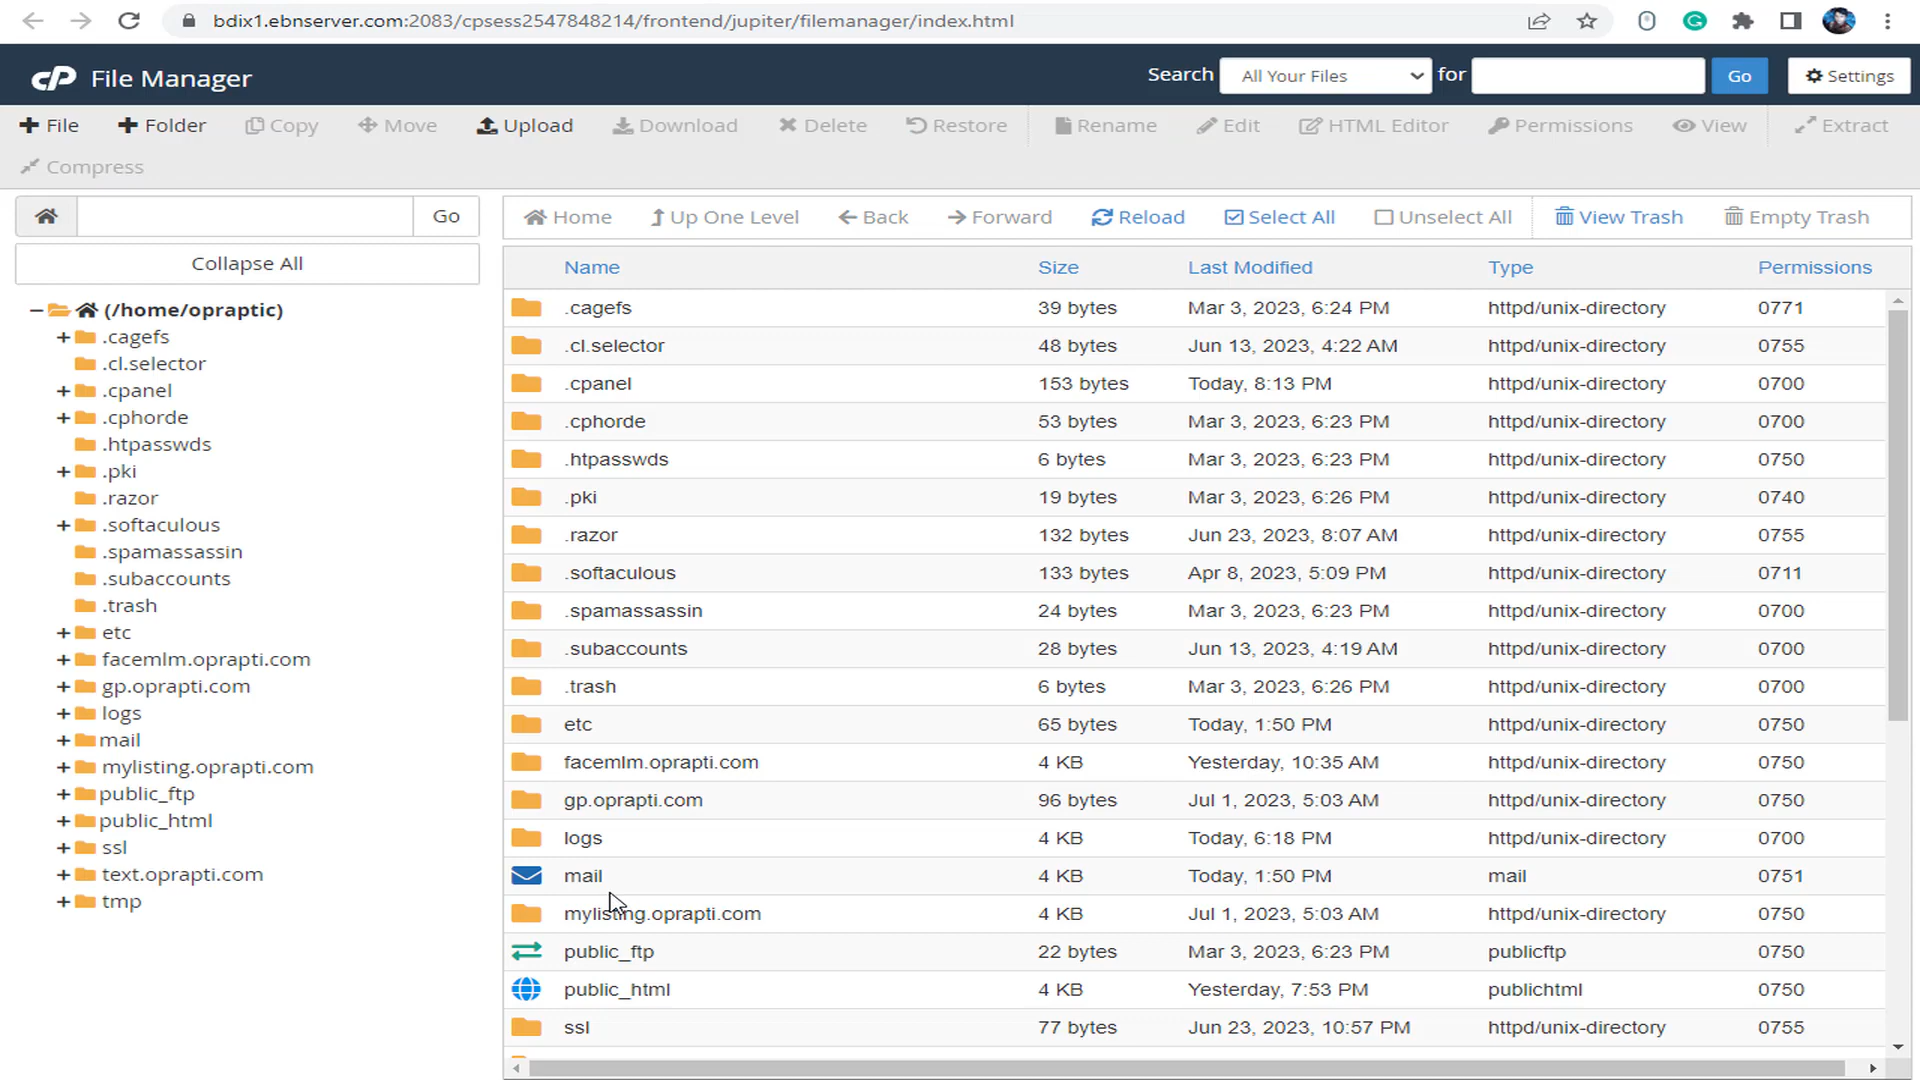 bdix1.ebnserver.com:2083/cpsess2547848214/frontend/jupiter/filemanager/index.html
cP File Manager Search All Your Files for Go Settings
File Folder Copy Move Upload Download Delete Restore Rename Edit HTML Editor Permissions View Extract
Compress
Go
Collapse All
(/home/opraptic)
.cagefs
.cl.selector
.cpanel
.cphorde
.htpasswds
.pki
.razor
.softaculous
.spamassassin
.subaccounts
.trash
etc
facemlm.oprapti.com
gp.oprapti.com
logs
mail
mylisting.oprapti.com
public_ftp
public_html
ssl
text.oprapti.com
tmp
Home Up One Level Back Forward Reload Select All Unselect All View Trash Empty Trash
Name Size Last Modified Type Permissions
.cagefs 39 bytes Mar 3, 2023, 6:24 PM httpd/unix-directory 0771
.cl.selector 48 bytes Jun 13, 2023, 4:22 AM httpd/unix-directory 0755
.cpanel 153 bytes Today, 8:13 PM httpd/unix-directory 0700
.cphorde 53 bytes Mar 3, 2023, 6:23 PM httpd/unix-directory 0700
.htpasswds 6 bytes Mar 3, 2023, 6:23 PM httpd/unix-directory 0750
.pki 19 bytes Mar 3, 2023, 6:26 PM httpd/unix-directory 0740
.razor 132 bytes Jun 23, 2023, 8:07 AM httpd/unix-directory 0755
.softaculous 133 bytes Apr 8, 2023, 5:09 PM httpd/unix-directory 0711
.spamassassin 24 bytes Mar 3, 2023, 6:23 PM httpd/unix-directory 0700
.subaccounts 28 bytes Jun 13, 2023, 4:19 AM httpd/unix-directory 0700
.trash 6 bytes Mar 3, 2023, 6:26 PM httpd/unix-directory 0700
etc 65 bytes Today, 1:50 PM httpd/unix-directory 0750
facemlm.oprapti.com 4 KB Yesterday, 10:35 AM httpd/unix-directory 0750
gp.oprapti.com 96 bytes Jul 1, 2023, 5:03 AM httpd/unix-directory 0750
logs 4 KB Today, 6:18 PM httpd/unix-directory 0700
mail 4 KB Today, 1:50 PM mail 0751
mylisting.oprapti.com 4 KB Jul 1, 2023, 5:03 AM httpd/unix-directory 0750
public_ftp 22 bytes Mar 3, 2023, 6:23 PM publicftp 0750
public_html 4 KB Yesterday, 7:53 PM publichtml 0750
ssl 77 bytes Jun 23, 2023, 10:57 PM httpd/unix-directory 0755